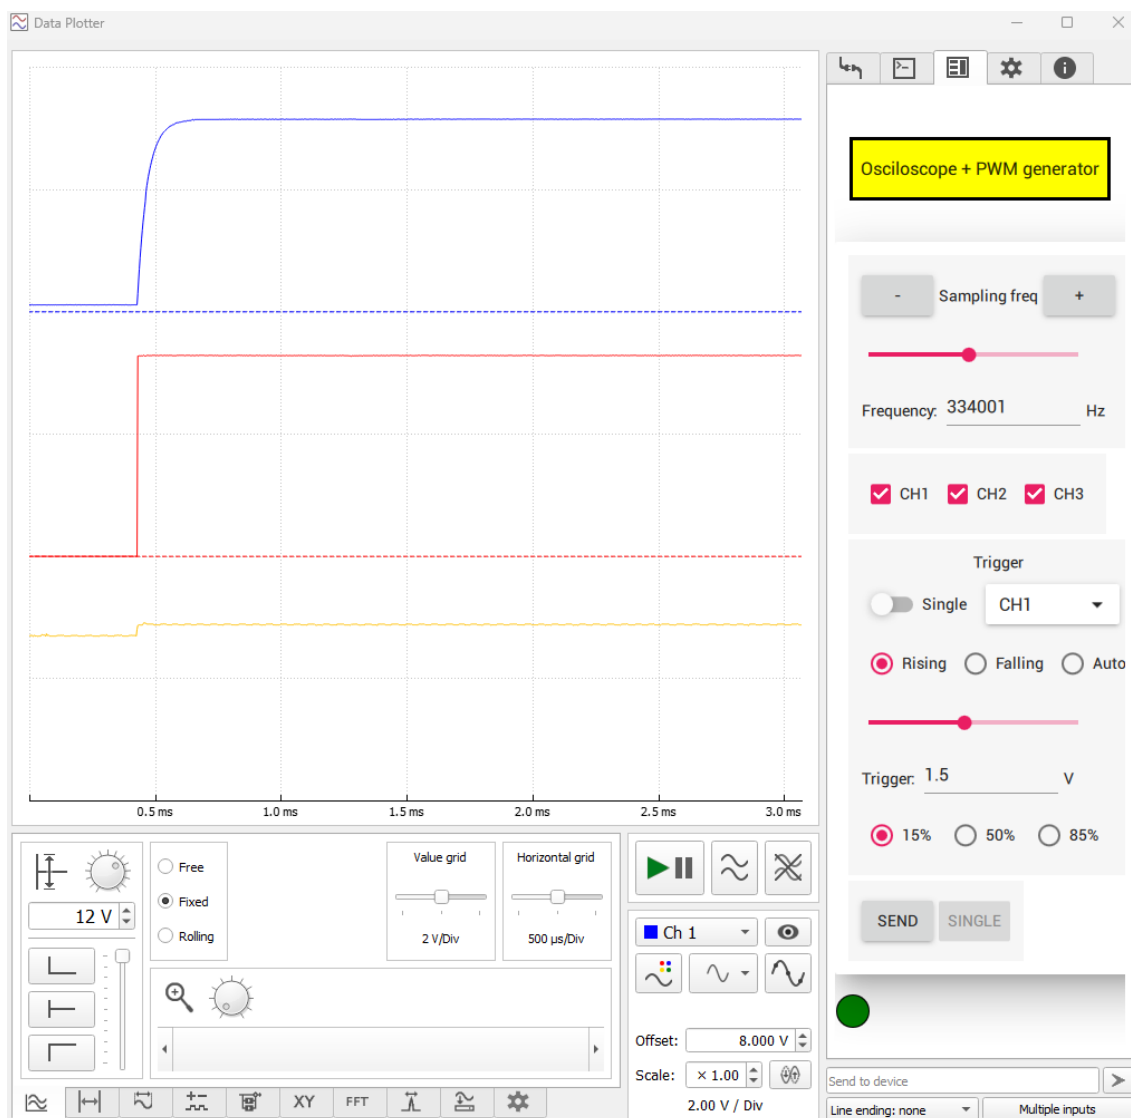 Data Plotter
0.5 ms 1.0 ms 1.5 ms 2.0 ms 2.5 ms 3.0 ms
Osciloscope + PWM generator
- Sampling freq +
Frequency: 334001 Hz
CH1 CH2 CH3
Trigger
Single CH1
Rising Falling Auto
Trigger: 1.5 V
15% 50% 85%
SEND SINGLE
Send to device
Line ending: none Multiple inputs
12 V
Free
Fixed
Rolling
Value grid
2 V/Div
Horizontal grid
500 µs/Div
Ch 1
Offset: 8.000 V
Scale: × 1.00
2.00 V / Div
XY FFT